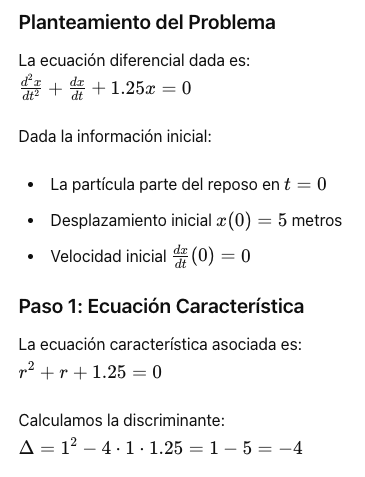 Planteamiento del Problema
La ecuación diferencial dada es:
$\frac{d^2x}{dt^2} + \frac{dx}{dt} + 1.25x = 0$
Dada la información inicial:
• La partícula parte del reposo en $t = 0$
• Desplazamiento inicial $x(0) = 5$ metros
• Velocidad inicial $\frac{dx}{dt}(0) = 0$
Paso 1: Ecuación Característica
La ecuación característica asociada es:
$r^2 + r + 1.25 = 0$
Calculamos la discriminante:
$\Delta = 1^2 - 4 \cdot 1 \cdot 1.25 = 1 - 5 = -4$